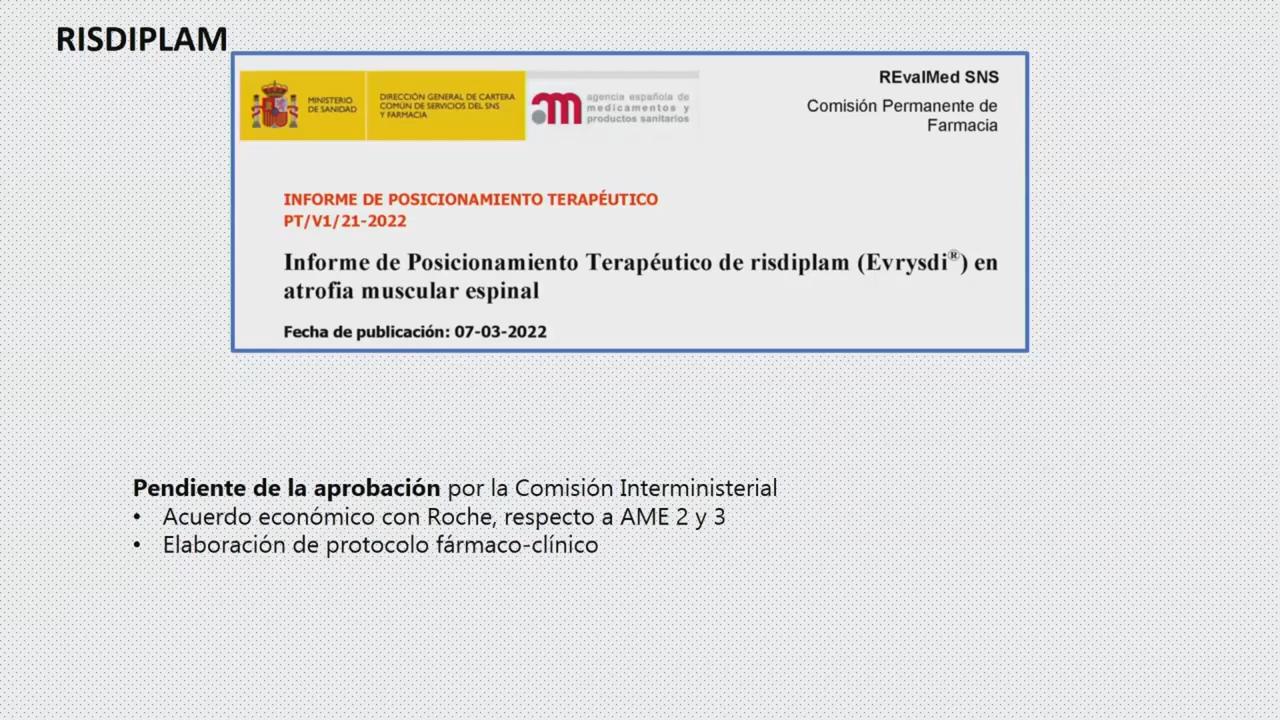 RISDIPLAM
MINISTERIO
DE SANIDAD
DIRECCIÓN GENERAL DE CARTERA
COMÚN DE SERVICIOS DEL SNS
Y FARMACIA
agencia española de
medicamentos y
productos sanitarios
REvalMed SNS
Comisión Permanente de
Farmacia
INFORME DE POSICIONAMIENTO TERAPÉUTICO
PT/V1/21-2022
Informe de Posicionamiento Terapéutico de risdiplam (Evrysdi®) en
atrofia muscular espinal
Fecha de publicación: 07-03-2022
Pendiente de la aprobación por la Comisión Interministerial
• Acuerdo económico con Roche, respecto a AME 2 y 3
• Elaboración de protocolo fármaco-clínico